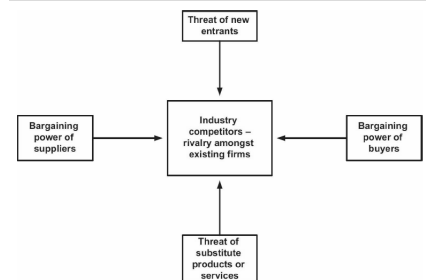 Threat of new
entrants
Industry
competitors –
rivalry amongst
existing firms
Bargaining
power of
suppliers
Bargaining
power of
buyers
Threat of
substitute
products or
services